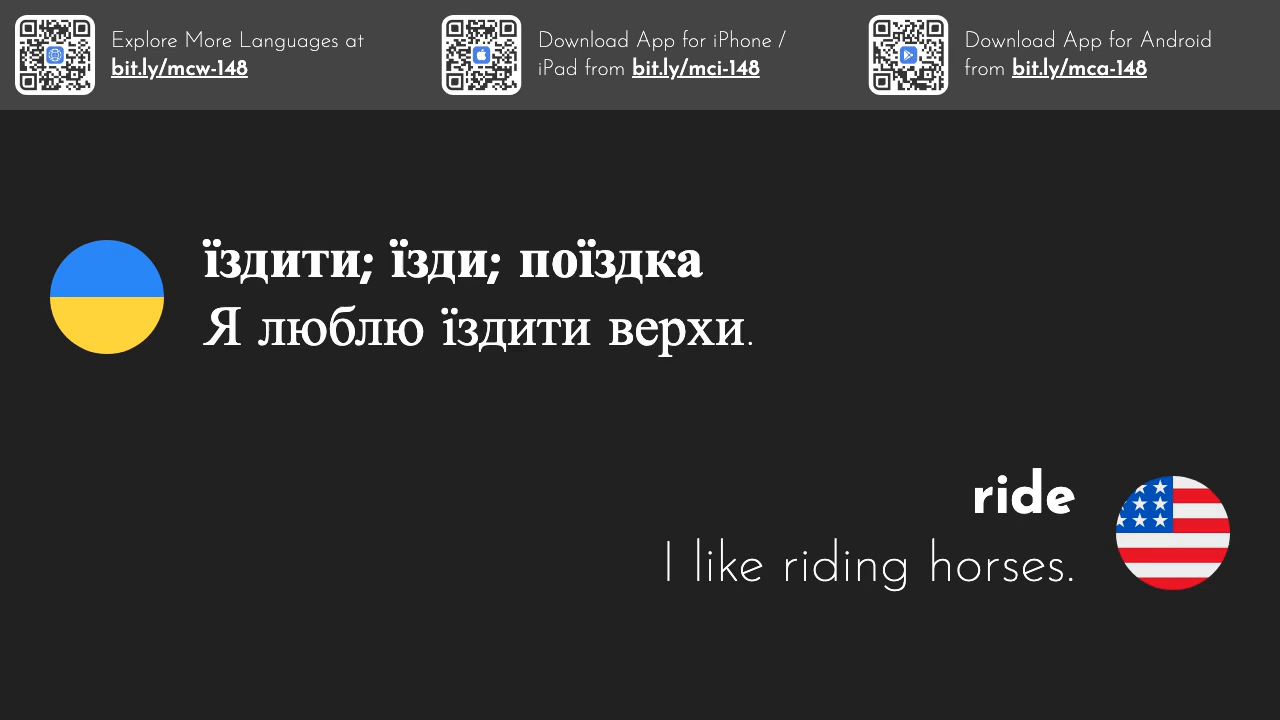 Explore More Languages at
bit.ly/mcw-148
Download App for iPhone /
iPad from bit.ly/mci-148
Download App for Android
from bit.ly/mca-148
їздити; їзди; поїздка
Я люблю їздити верхи.
ride
I like riding horses.